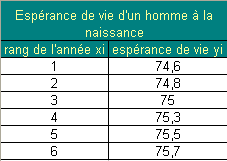 Espérance de vie d'un homme à la
naissance
rang de l'année xi espérance de vie yi
1 74,6
2 74,8
3 75
4 75,3
5 75,5
6 75,7